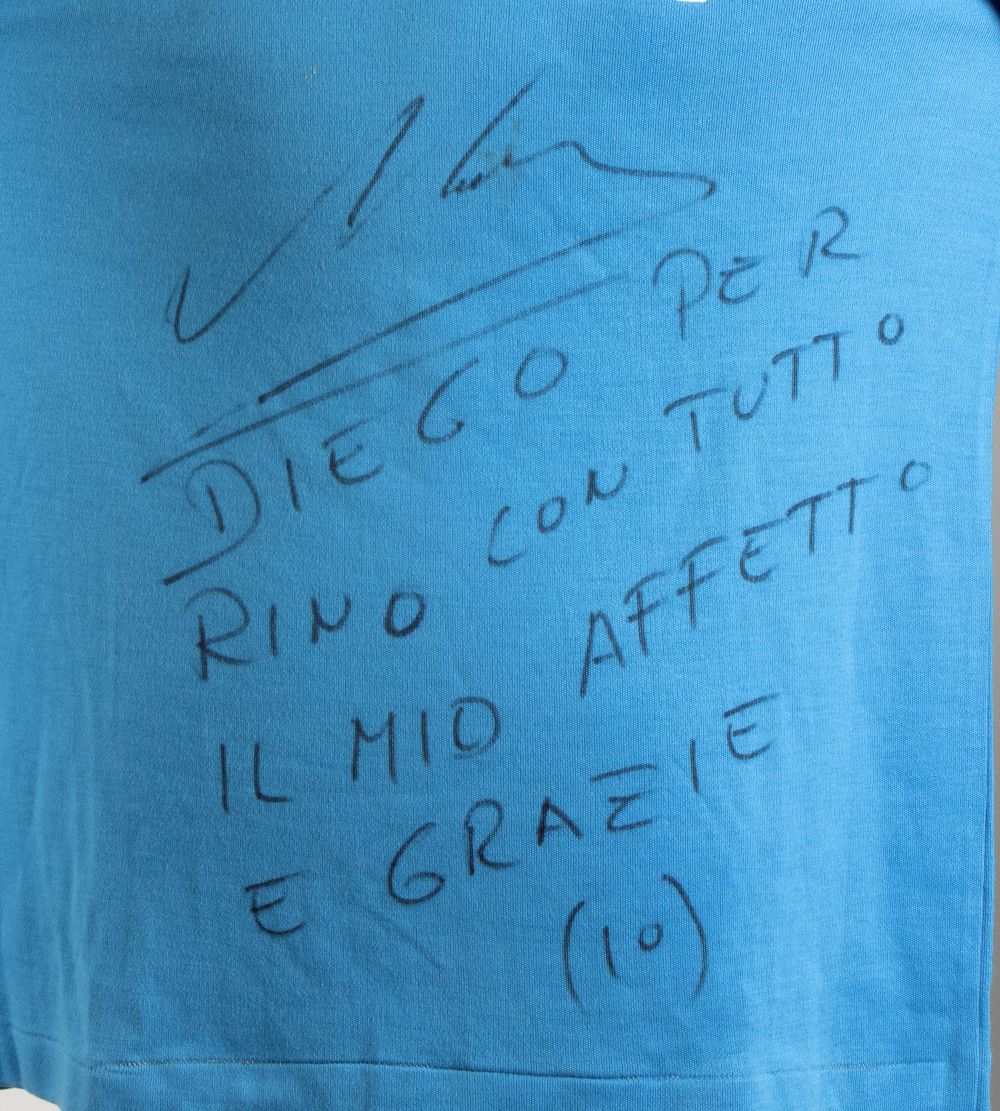 DIEGO PER
RINO CON TUTTO
IL MIO AFFETTO
E GRAZIE
(10)